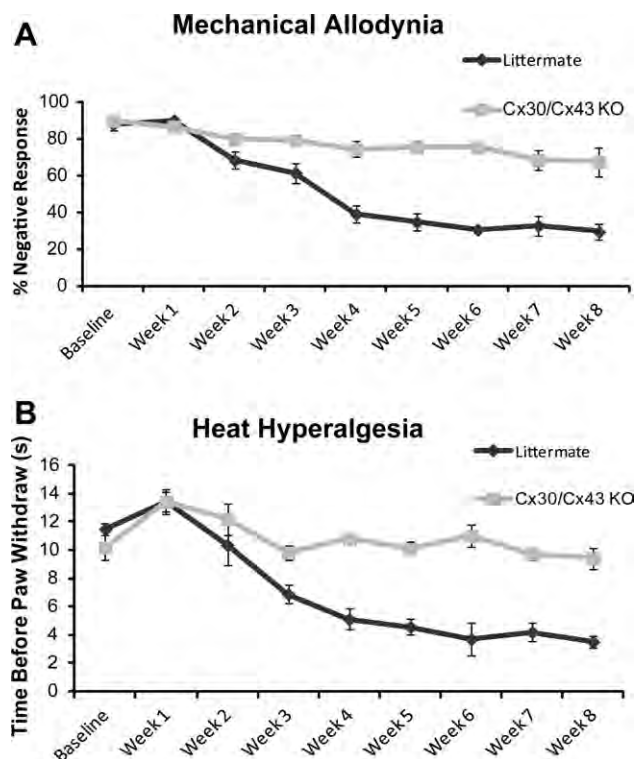 A
Mechanical Allodynia
Littermate
Cx30/Cx43 KO
% Negative Response
100
80
60
40
20
0
Baseline
Week 1
Week 2
Week 3
Week 4
Week 5
Week 6
Week 7
Week 8
B
Heat Hyperalgesia
Littermate
Cx30/Cx43 KO
Time Before Paw Withdraw (s)
16
14
12
10
8
6
4
2
0
Baseline
Week 1
Week 2
Week 3
Week 4
Week 5
Week 6
Week 7
Week 8